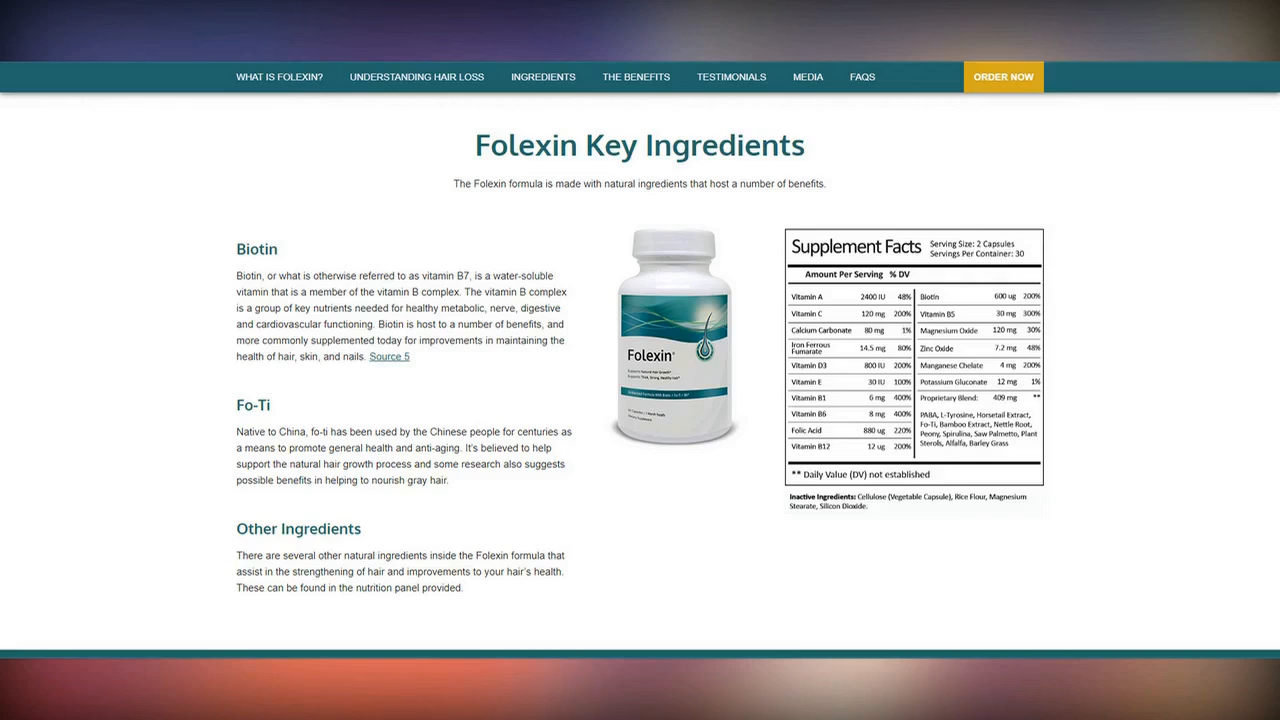 WHAT IS FOLEXIN? UNDERSTANDING HAIR LOSS INGREDIENTS THE BENEFITS TESTIMONIALS MEDIA FAQS ORDER NOW
Folexin Key Ingredients
The Folexin formula is made with natural ingredients that host a number of benefits.
Biotin
Biotin, or what is otherwise referred to as vitamin B7, is a water-soluble
vitamin that is a member of the vitamin B complex. The vitamin B complex
is a group of key nutrients needed for healthy metabolic, nerve, digestive
and cardiovascular functioning. Biotin is host to a number of benefits, and
more commonly supplemented today for improvements in maintaining the
health of hair, skin, and nails. Source 5
Fo-Ti
Native to China, fo-ti has been used by the Chinese people for centuries as
a means to promote general health and anti-aging. It's believed to help
support the natural hair growth process and some research also suggests
possible benefits in helping to nourish gray hair.
Other Ingredients
There are several other natural ingredients inside the Folexin formula that
assist in the strengthening of hair and improvements to your hair's health.
These can be found in the nutrition panel provided.
Folexin®
Supports Natural Hair Growth*
Supports Thick, Strong, Healthy Hair*
Dietary Supplement
Supplement Facts
Serving Size: 2 Capsules
Servings Per Container: 30
Amount Per Serving % DV
Vitamin A 2400 IU 48%
Vitamin C 120 mg 200%
Calcium Carbonate 80 mg 1%
Iron Ferrous
Fumarate 14.5 mg 80%
Vitamin D3 800 IU 200%
Vitamin E 30 IU 100%
Vitamin B1 6 mg 400%
Vitamin B6 8 mg 400%
Folic Acid 880 ug 220%
Vitamin B12 12 ug 200%
Biotin 600 ug 200%
Vitamin B5 30 mg 300%
Magnesium Oxide 120 mg 30%
Zinc Oxide 7.2 mg 48%
Manganese Chelate 4 mg 200%
Potassium Gluconate 12 mg 1%
Proprietary Blend: 409 mg **
PABA, L-Tyrosine, Horsetail Extract,
Fo-Ti, Bamboo Extract, Nettle Root,
Peony, Spirulina, Saw Palmetto, Plant
Sterols, Alfalfa, Barley Grass
** Daily Value (DV) not established
Inactive Ingredients: Cellulose (Vegetable Capsule), Rice Flour, Magnesium
Stearate, Silicon Dioxide.